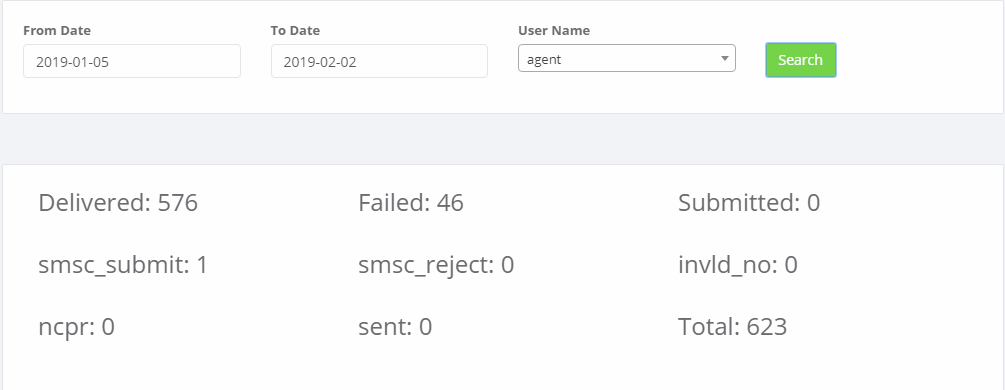 From Date
To Date
User Name
2019-01-05
2019-02-02
agent
Search
Delivered: 576
Failed: 46
Submitted: 0
smsc_submit: 1
smsc_reject: 0
invld_no: 0
ncpr: 0
sent: 0
Total: 623